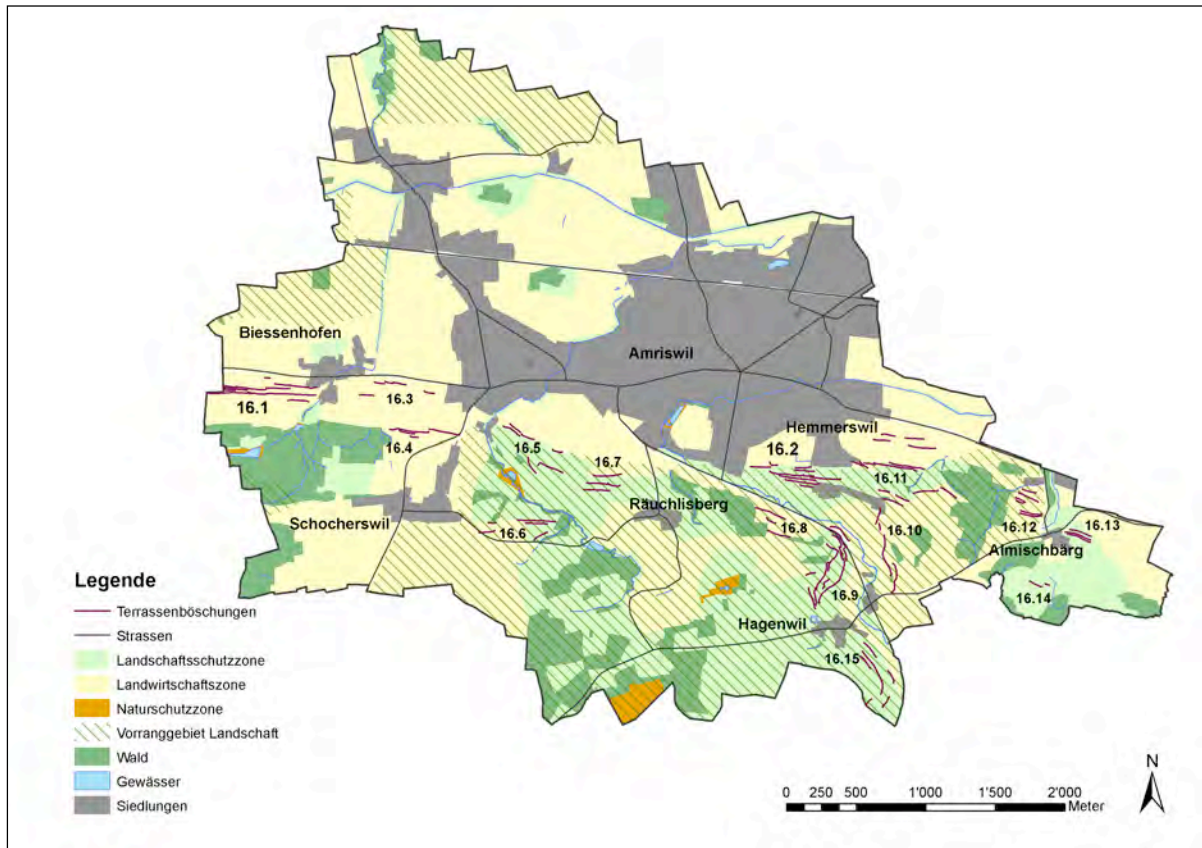 Biessenhofen
Amriswil
16.1
16.3
Hemmerswil
16.4
16.5
16.2
16.7
16.11
Räuchlisberg
Schocherswil
16.6
16.8
16.10
16.12
16.13
Almischbärg
16.14
16.9
Hagenwil
16.15
Legende
Terrassenböschungen
Strassen
Landschaftsschutzzone
Landwirtschaftszone
Naturschutzzone
Vorranggebiet Landschaft
Wald
Gewässer
Siedlungen
N
0 250 500 1'000 1'500 2'000
125
Meter